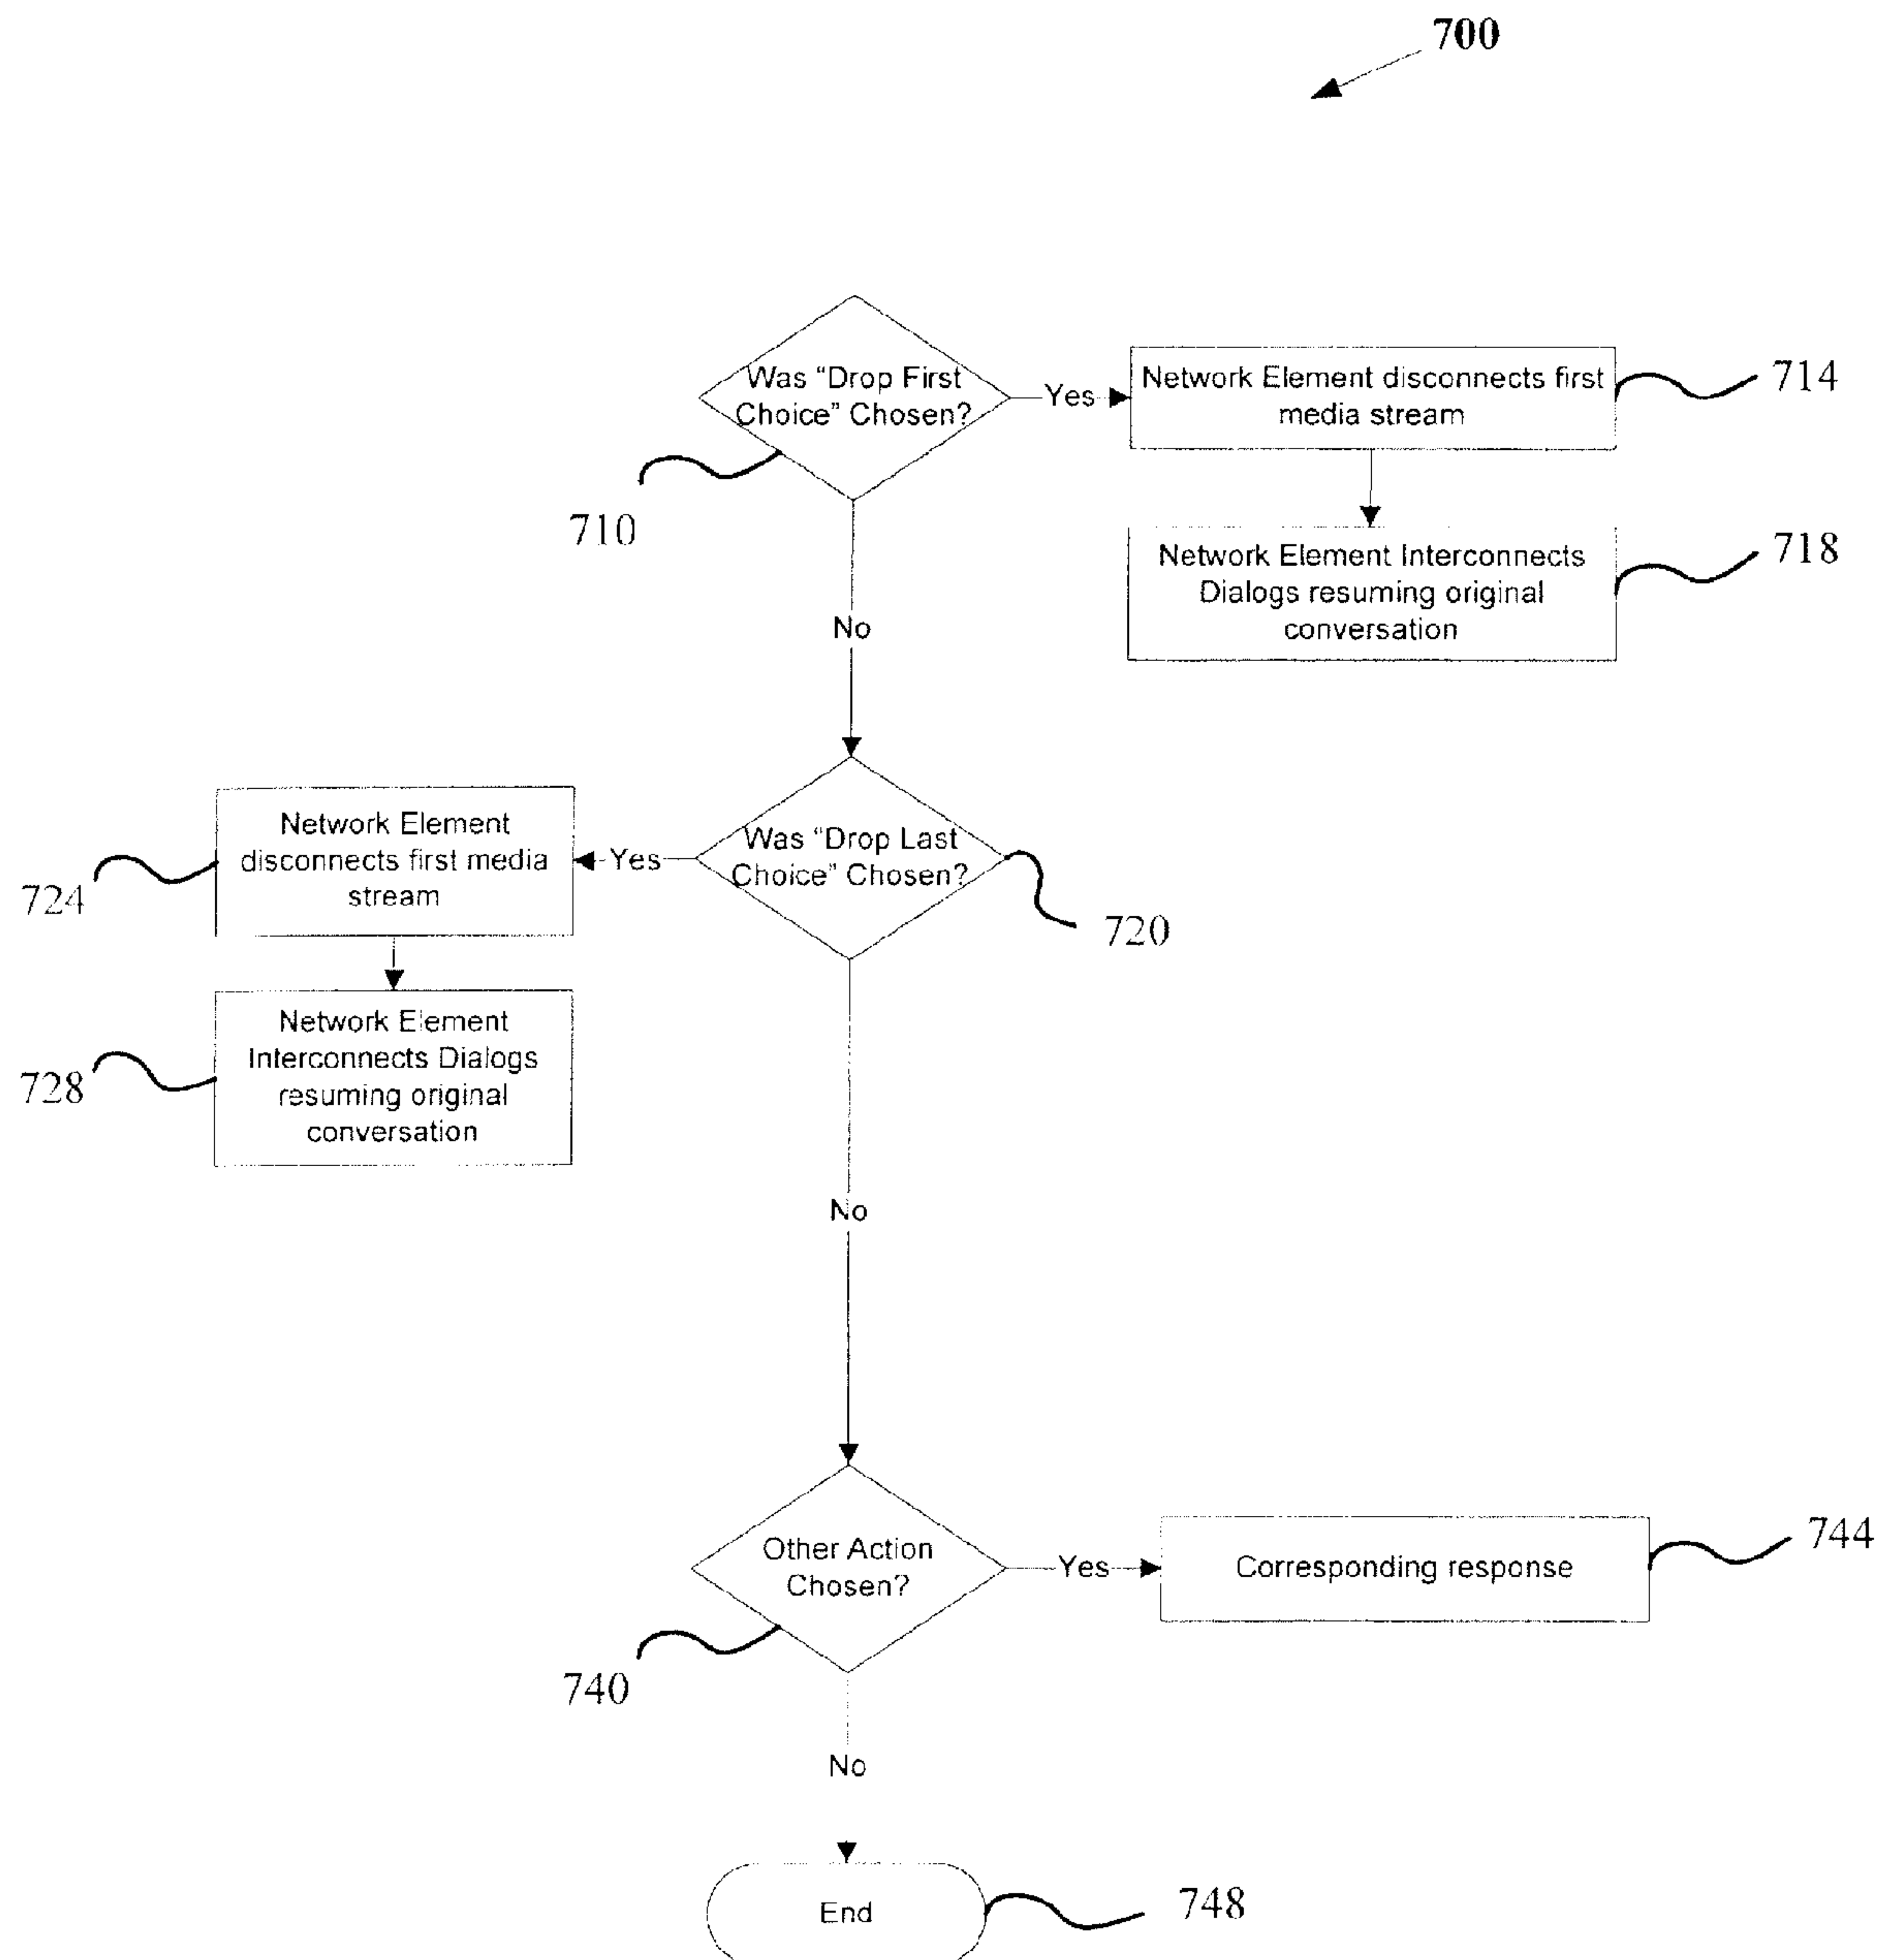 700
Was “Drop First
Choice” Chosen?
Yes
Network Element disconnects first
media stream
714
710
Network Element Interconnects
Dialogs resuming original
conversation
718
No
Was “Drop Last
Choice” Chosen?
Yes
Network Element
disconnects first media
stream
724
720
Network Element
Interconnects Dialogs
resuming original
conversation
728
No
Other Action
Chosen?
Yes
Corresponding response
744
740
No
End
748